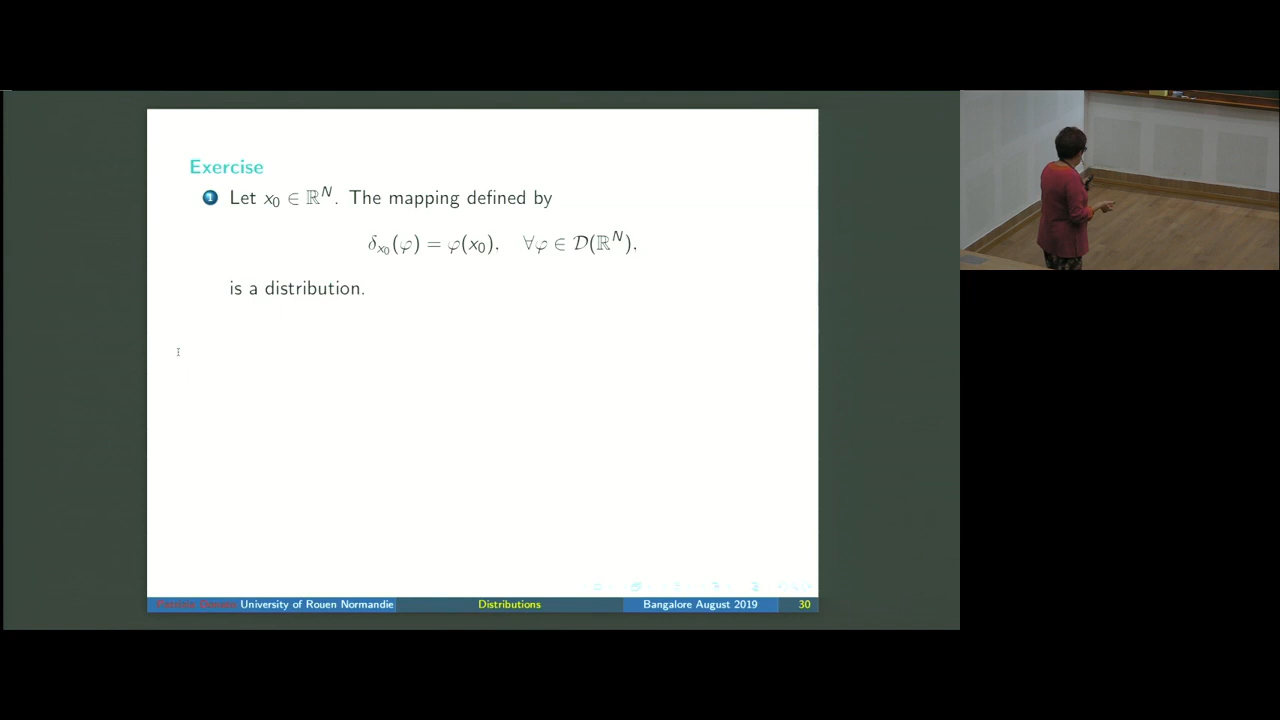 Exercise
1 Let x₀ ∈ ℝᴺ. The mapping defined by
δₓ₀(φ) = φ(x₀), ∀φ ∈ 𝒟(ℝᴺ),
is a distribution.
University of Rouen Normandie Distributions Bangalore August 2019 30